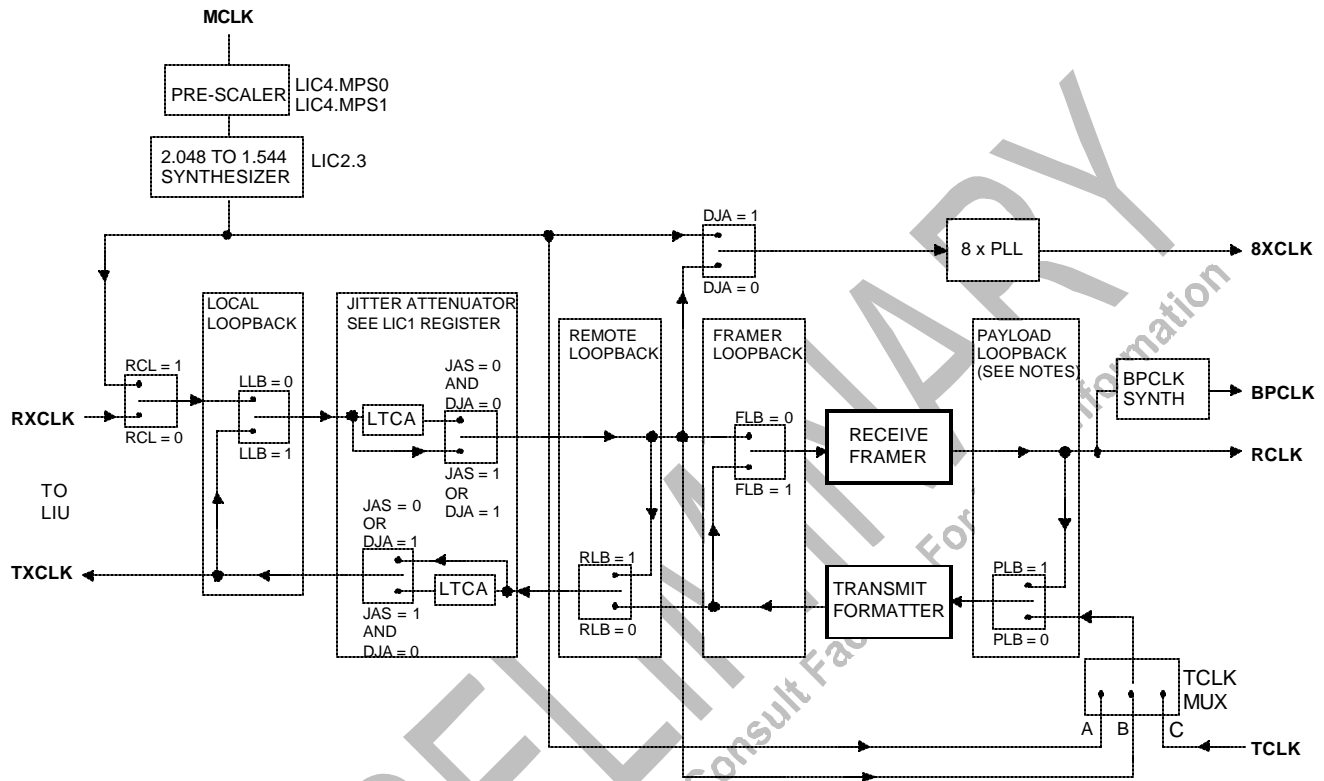 MCLK
PRE-SCALER
LIC4.MPS0
LIC4.MPS1
2.048 TO 1.544
SYNTHESIZER
LIC2.3
DJA = 1
DJA = 0
8 x PLL
8XCLK
LOCAL
LOOPBACK
JITTER ATTENUATOR
SEE LIC1 REGISTER
REMOTE
LOOPBACK
FRAMER
LOOPBACK
PAYLOAD
LOOPBACK
(SEE NOTES)
BPCLK
SYNTH
BPCLK
RCL = 1
RCL = 0
RXCLK
LLB = 0
LLB = 1
LTCA
JAS = 0
AND
DJA = 0
JAS = 1
OR
DJA = 1
FLB = 0
FLB = 1
RECEIVE
FRAMER
RCLK
TO
LIU
TXCLK
JAS = 0
OR
DJA = 1
LTCA
JAS = 1
AND
DJA = 0
RLB = 1
RLB = 0
TRANSMIT
FORMATTER
PLB = 1
PLB = 0
TCLK
MUX
A
B
C
TCLK